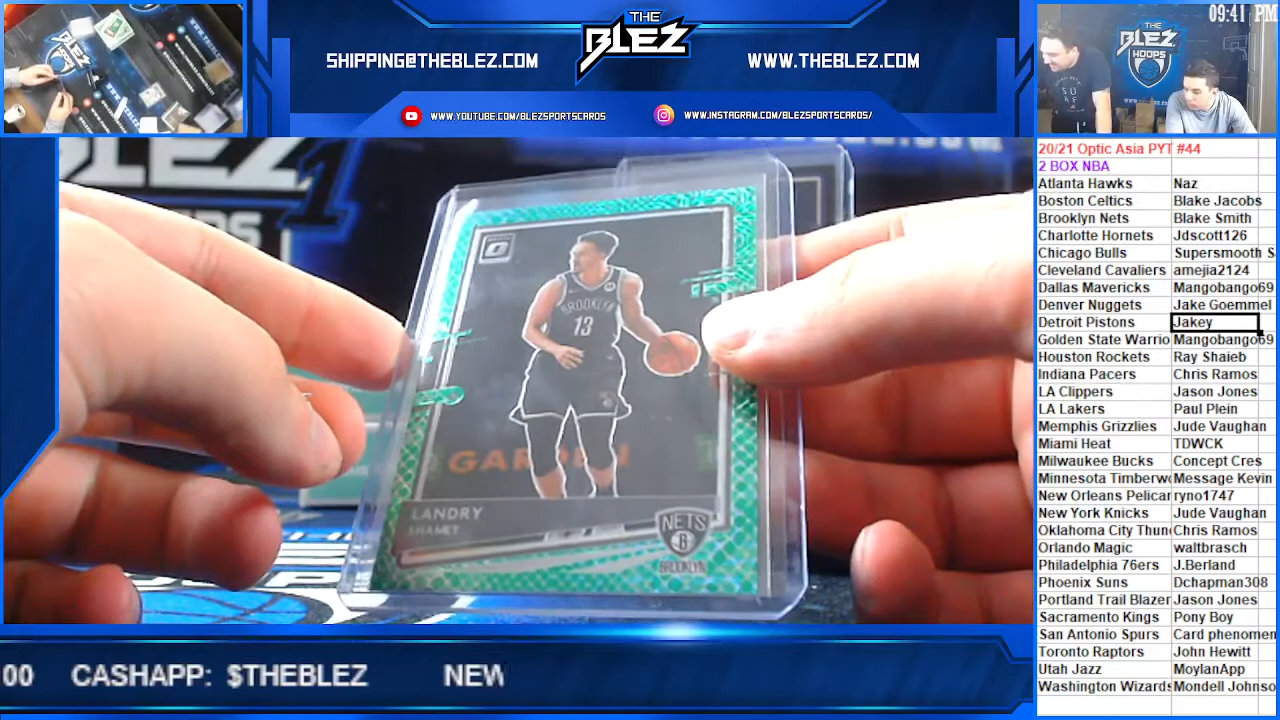 THE
BLEZ
SHIPPING@THEBLEZ.COM
WWW.THEBLEZ.COM
WWW.YOUTUBE.COM/BLEZSPORTSCARDS
WWW.INSTAGRAM.COM/BLEZSPORTSCARDS/
09:41 PM
THE
BLEZ
HOOPS
20/21 Optic Asia PYT #44
2 BOX NBA
Atlanta Hawks Naz
Boston Celtics Blake Jacobs
Brooklyn Nets Blake Smith
Charlotte Hornets Jdscott126
Chicago Bulls Supersmooth S
Cleveland Cavaliers amejia2124
Dallas Mavericks Mangobango69
Denver Nuggets Jake Goemmel
Detroit Pistons Jakey
Golden State Warrio Mangobango69
Houston Rockets Ray Shaieb
Indiana Pacers Chris Ramos
LA Clippers Jason Jones
LA Lakers Paul Plein
Memphis Grizzlies Jude Vaughan
Miami Heat TDWCK
Milwaukee Bucks Concept Cres
Minnesota Timberwo Message Kevin
New Orleans Pelicar ryno1747
New York Knicks Jude Vaughan
Oklahoma City Thun Chris Ramos
Orlando Magic waltbrasch
Philadelphia 76ers J.Berland
Phoenix Suns Dchapman308
Portland Trail Blazer Jason Jones
Sacramento Kings Pony Boy
San Antonio Spurs Card phenomen
Toronto Raptors John Hewitt
Utah Jazz MoylanApp
Washington Wizards Mondell Johnso
BROOKLYN
13
GARDEN
LANDRY
SHAMET
NETS
B
BROOKLYN
00 CASHAPP: $THEBLEZ NEW